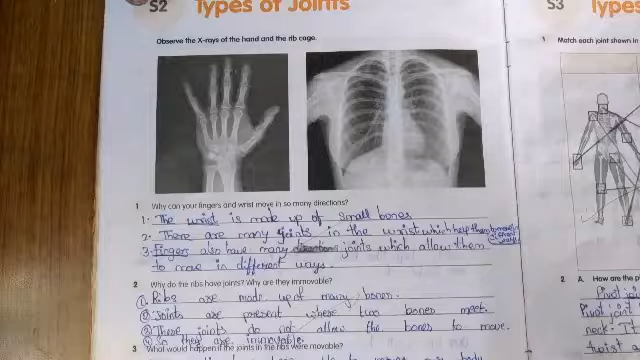 S2 Types of Joints
Observe the X-rays of the hand and the rib cage.
1 Why can your fingers and wrist move in so many directions?
1. The wrist is made up of small bones
2. There are many joints in the wrist which help them to move in different ways.
3. Fingers also have many joints which allow them
to move in different ways.
2 Why do the ribs have joints? Why are they immovable?
① Ribs are made up of many bones.
② Joints are present where two bones meet.
③ These joints do not allow the bones to move.
④ So they are immovable.
3 What would happen if the joints in the ribs were movable?
S3 Types
1 Match each joint shown in
2 A. How are the p
Pivot
Pivot joint
neck. It
twist